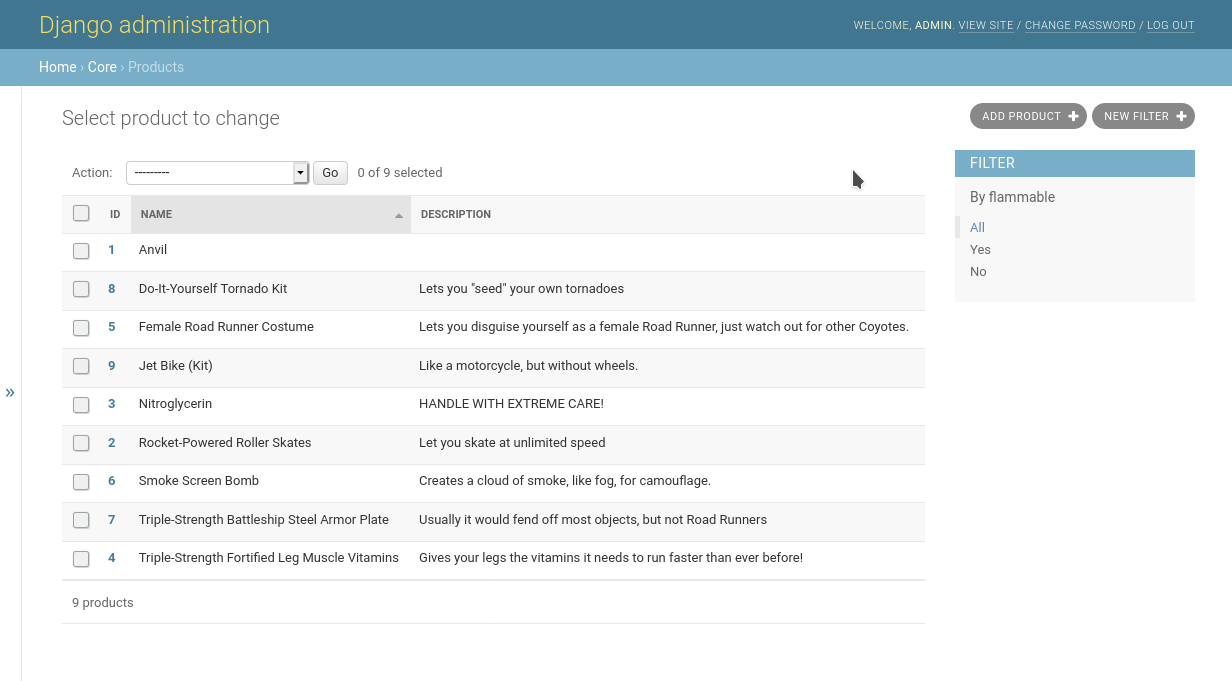 Django administration
WELCOME, ADMIN. VIEW SITE / CHANGE PASSWORD / LOG OUT
Home › Core › Products
Select product to change
ADD PRODUCT +
NEW FILTER +
Action: --------- Go 0 of 9 selected
ID NAME DESCRIPTION
1 Anvil
8 Do-It-Yourself Tornado Kit Lets you "seed" your own tornadoes
5 Female Road Runner Costume Lets you disguise yourself as a female Road Runner, just watch out for other Coyotes.
9 Jet Bike (Kit) Like a motorcycle, but without wheels.
3 Nitroglycerin HANDLE WITH EXTREME CARE!
2 Rocket-Powered Roller Skates Let you skate at unlimited speed
6 Smoke Screen Bomb Creates a cloud of smoke, like fog, for camouflage.
7 Triple-Strength Battleship Steel Armor Plate Usually it would fend off most objects, but not Road Runners
4 Triple-Strength Fortified Leg Muscle Vitamins Gives your legs the vitamins it needs to run faster than ever before!
9 products
FILTER
By flammable
All
Yes
No
»